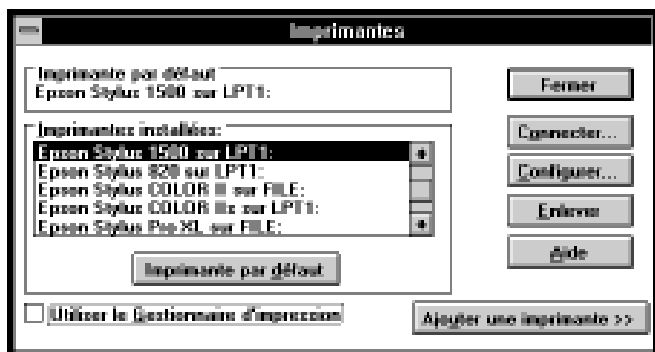 Imprimantes
Imprimante par défaut
Epson Stylus 1500 sur LPT1:
Fermer
Imprimantes installées:
Epson Stylus 1500 sur LPT1:
Epson Stylus 820 sur LPT1:
Epson Stylus COLOR II sur FILE:
Epson Stylus COLOR IIs sur LPT1:
Epson Stylus Pro XL sur FILE:
Connecter...
Configurer...
Enlever
Aide
Imprimante par défaut
Utiliser le Gestionnaire d'impression
Ajouter une imprimante >>